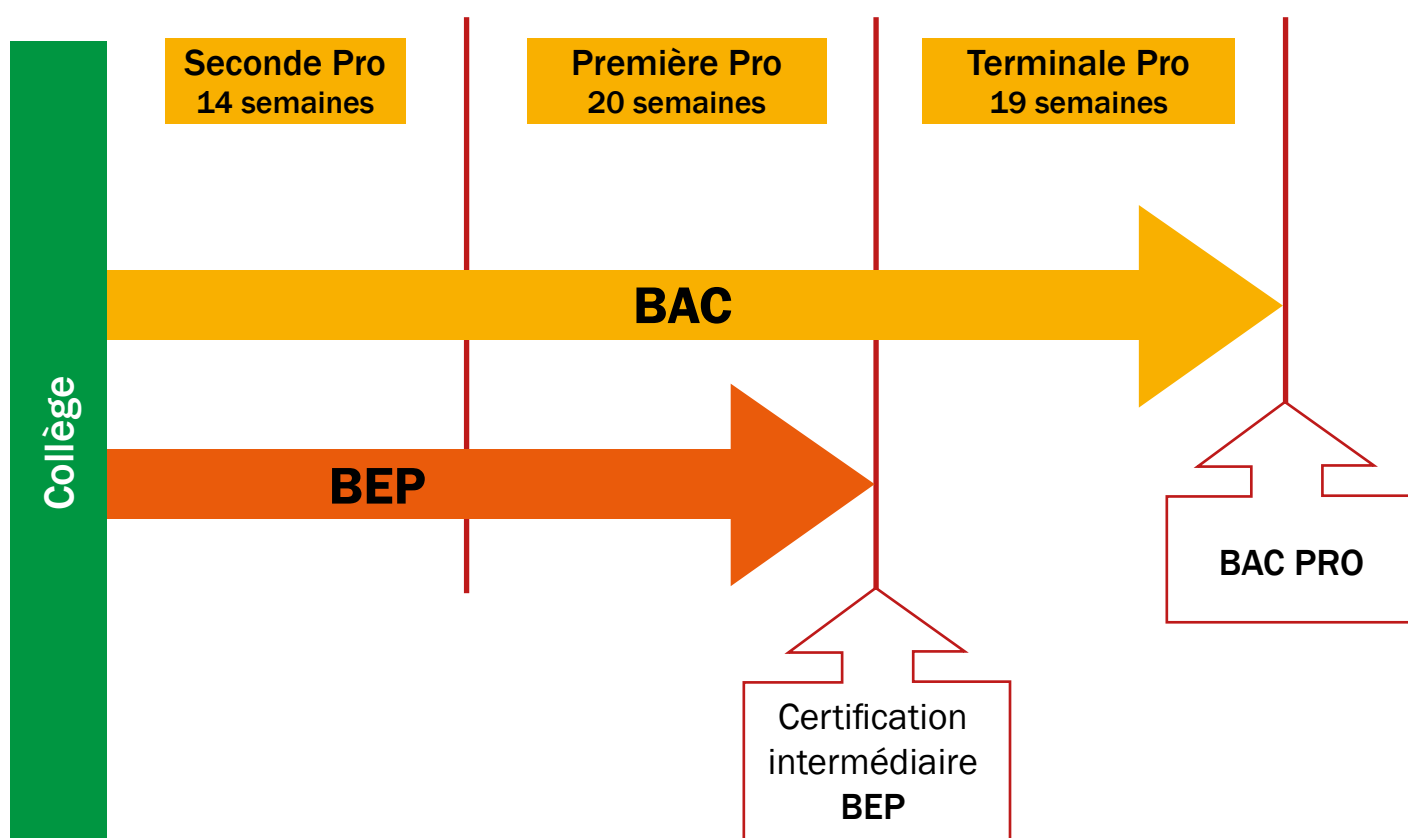 Seconde Pro
14 semaines
Première Pro
20 semaines
Terminale Pro
19 semaines
BAC
Collège
BEP
BAC PRO
Certification
intermédiaire
BEP